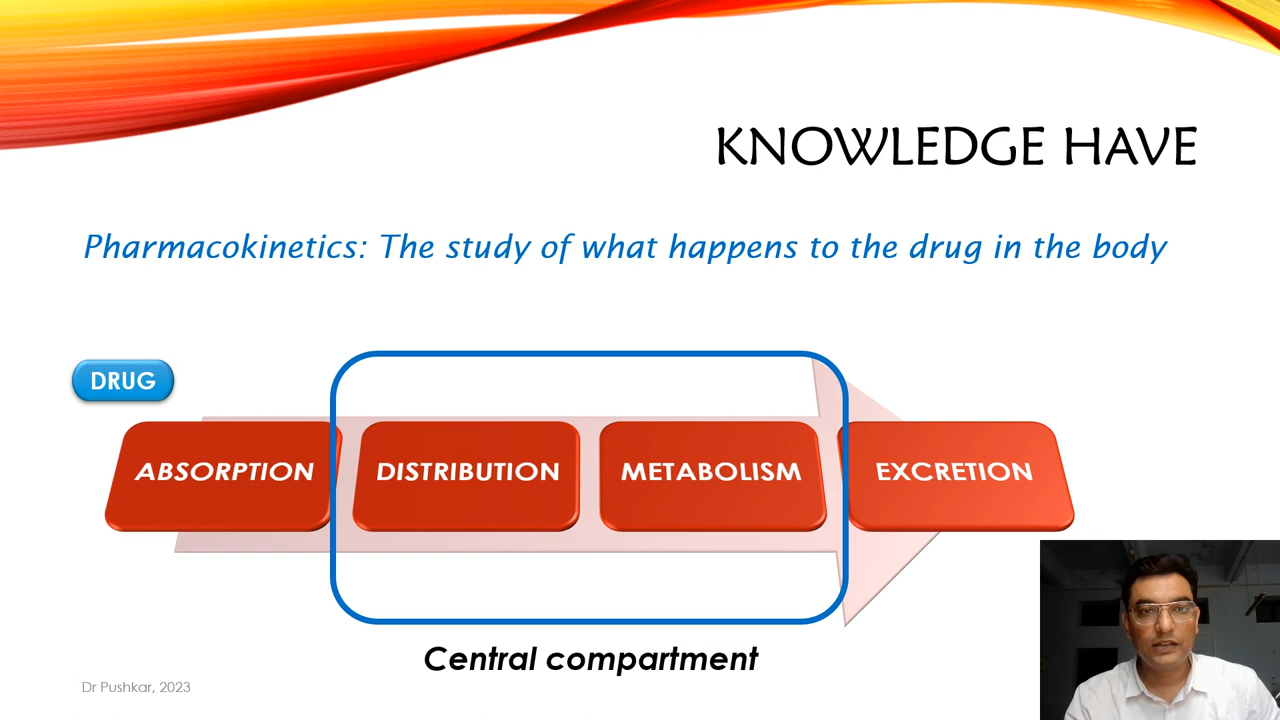 KNOWLEDGE HAVE
Pharmacokinetics: The study of what happens to the drug in the body
DRUG
ABSORPTION
DISTRIBUTION
METABOLISM
EXCRETION
Central compartment
Dr Pushkar, 2023